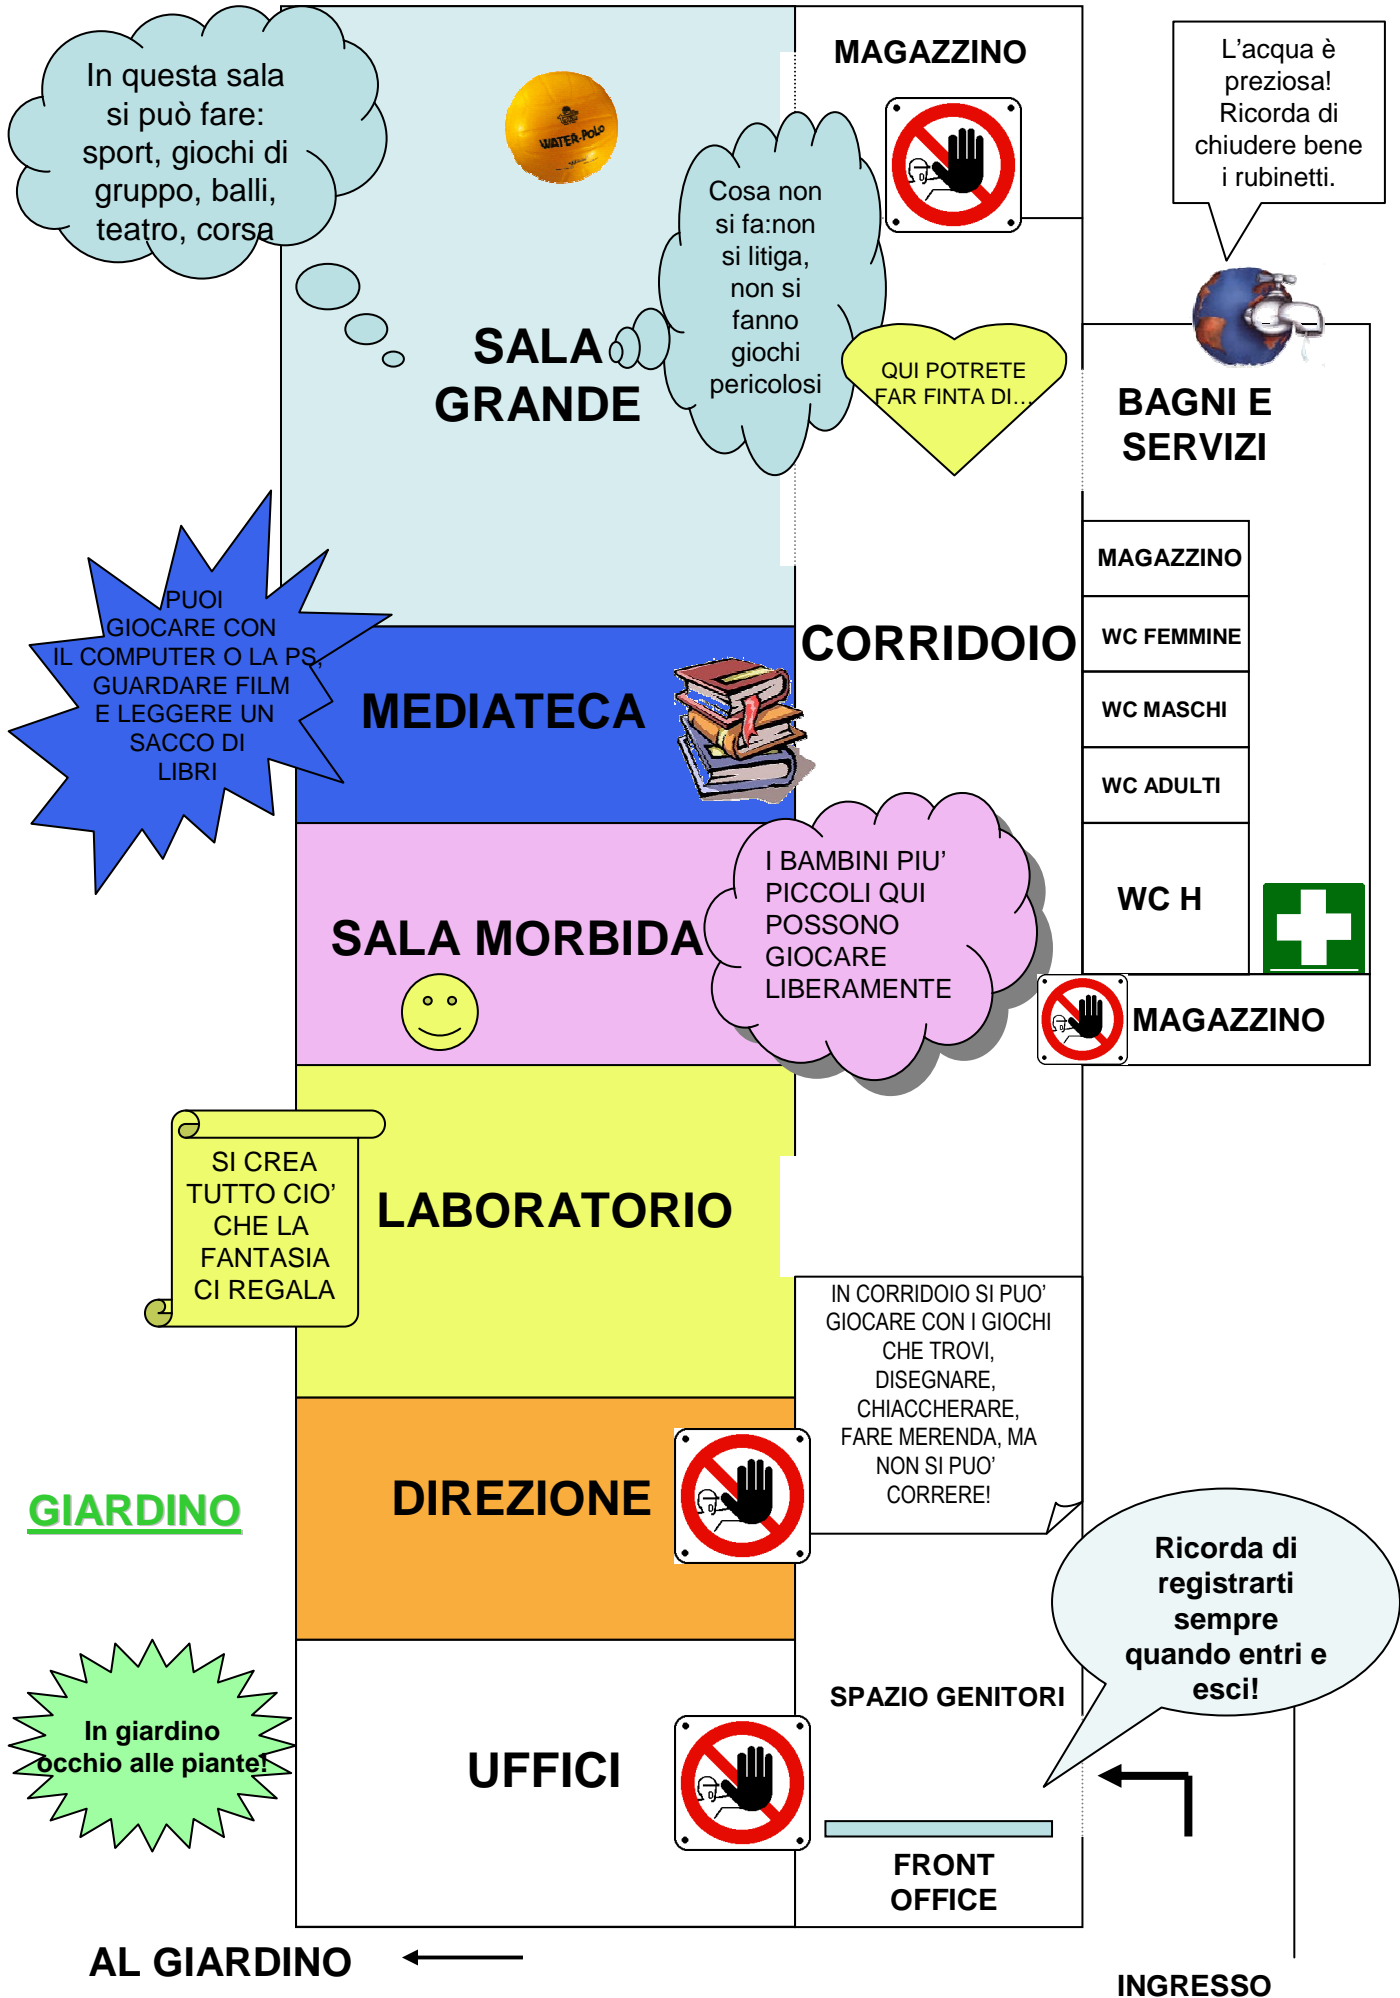 In questa sala
si può fare:
sport, giochi di
gruppo, balli,
teatro, corsa
WATER-POLO
MAGAZZINO
L'acqua è
preziosa!
Ricorda di
chiudere bene
i rubinetti.
Cosa non
si fa:non
si litiga,
non si
fanno
giochi
pericolosi
SALA
GRANDE
QUI POTRETE
FAR FINTA DI…
BAGNI E
SERVIZI
MAGAZZINO
WC FEMMINE
WC MASCHI
WC ADULTI
WC H
MAGAZZINO
PUOI
GIOCARE CON
IL COMPUTER O LA PS,
GUARDARE FILM
E LEGGERE UN
SACCO DI
LIBRI
MEDIATECA
CORRIDOIO
SALA MORBIDA
I BAMBINI PIU'
PICCOLI QUI
POSSONO
GIOCARE
LIBERAMENTE
SI CREA
TUTTO CIO'
CHE LA
FANTASIA
CI REGALA
LABORATORIO
IN CORRIDOIO SI PUO'
GIOCARE CON I GIOCHI
CHE TROVI,
DISEGNARE,
CHIACCHERARE,
FARE MERENDA, MA
NON SI PUO'
CORRERE!
DIREZIONE
GIARDINO
Ricorda di
registrarti
sempre
quando entri e
esci!
In giardino
occhio alle piante!
UFFICI
SPAZIO GENITORI
FRONT
OFFICE
AL GIARDINO
INGRESSO